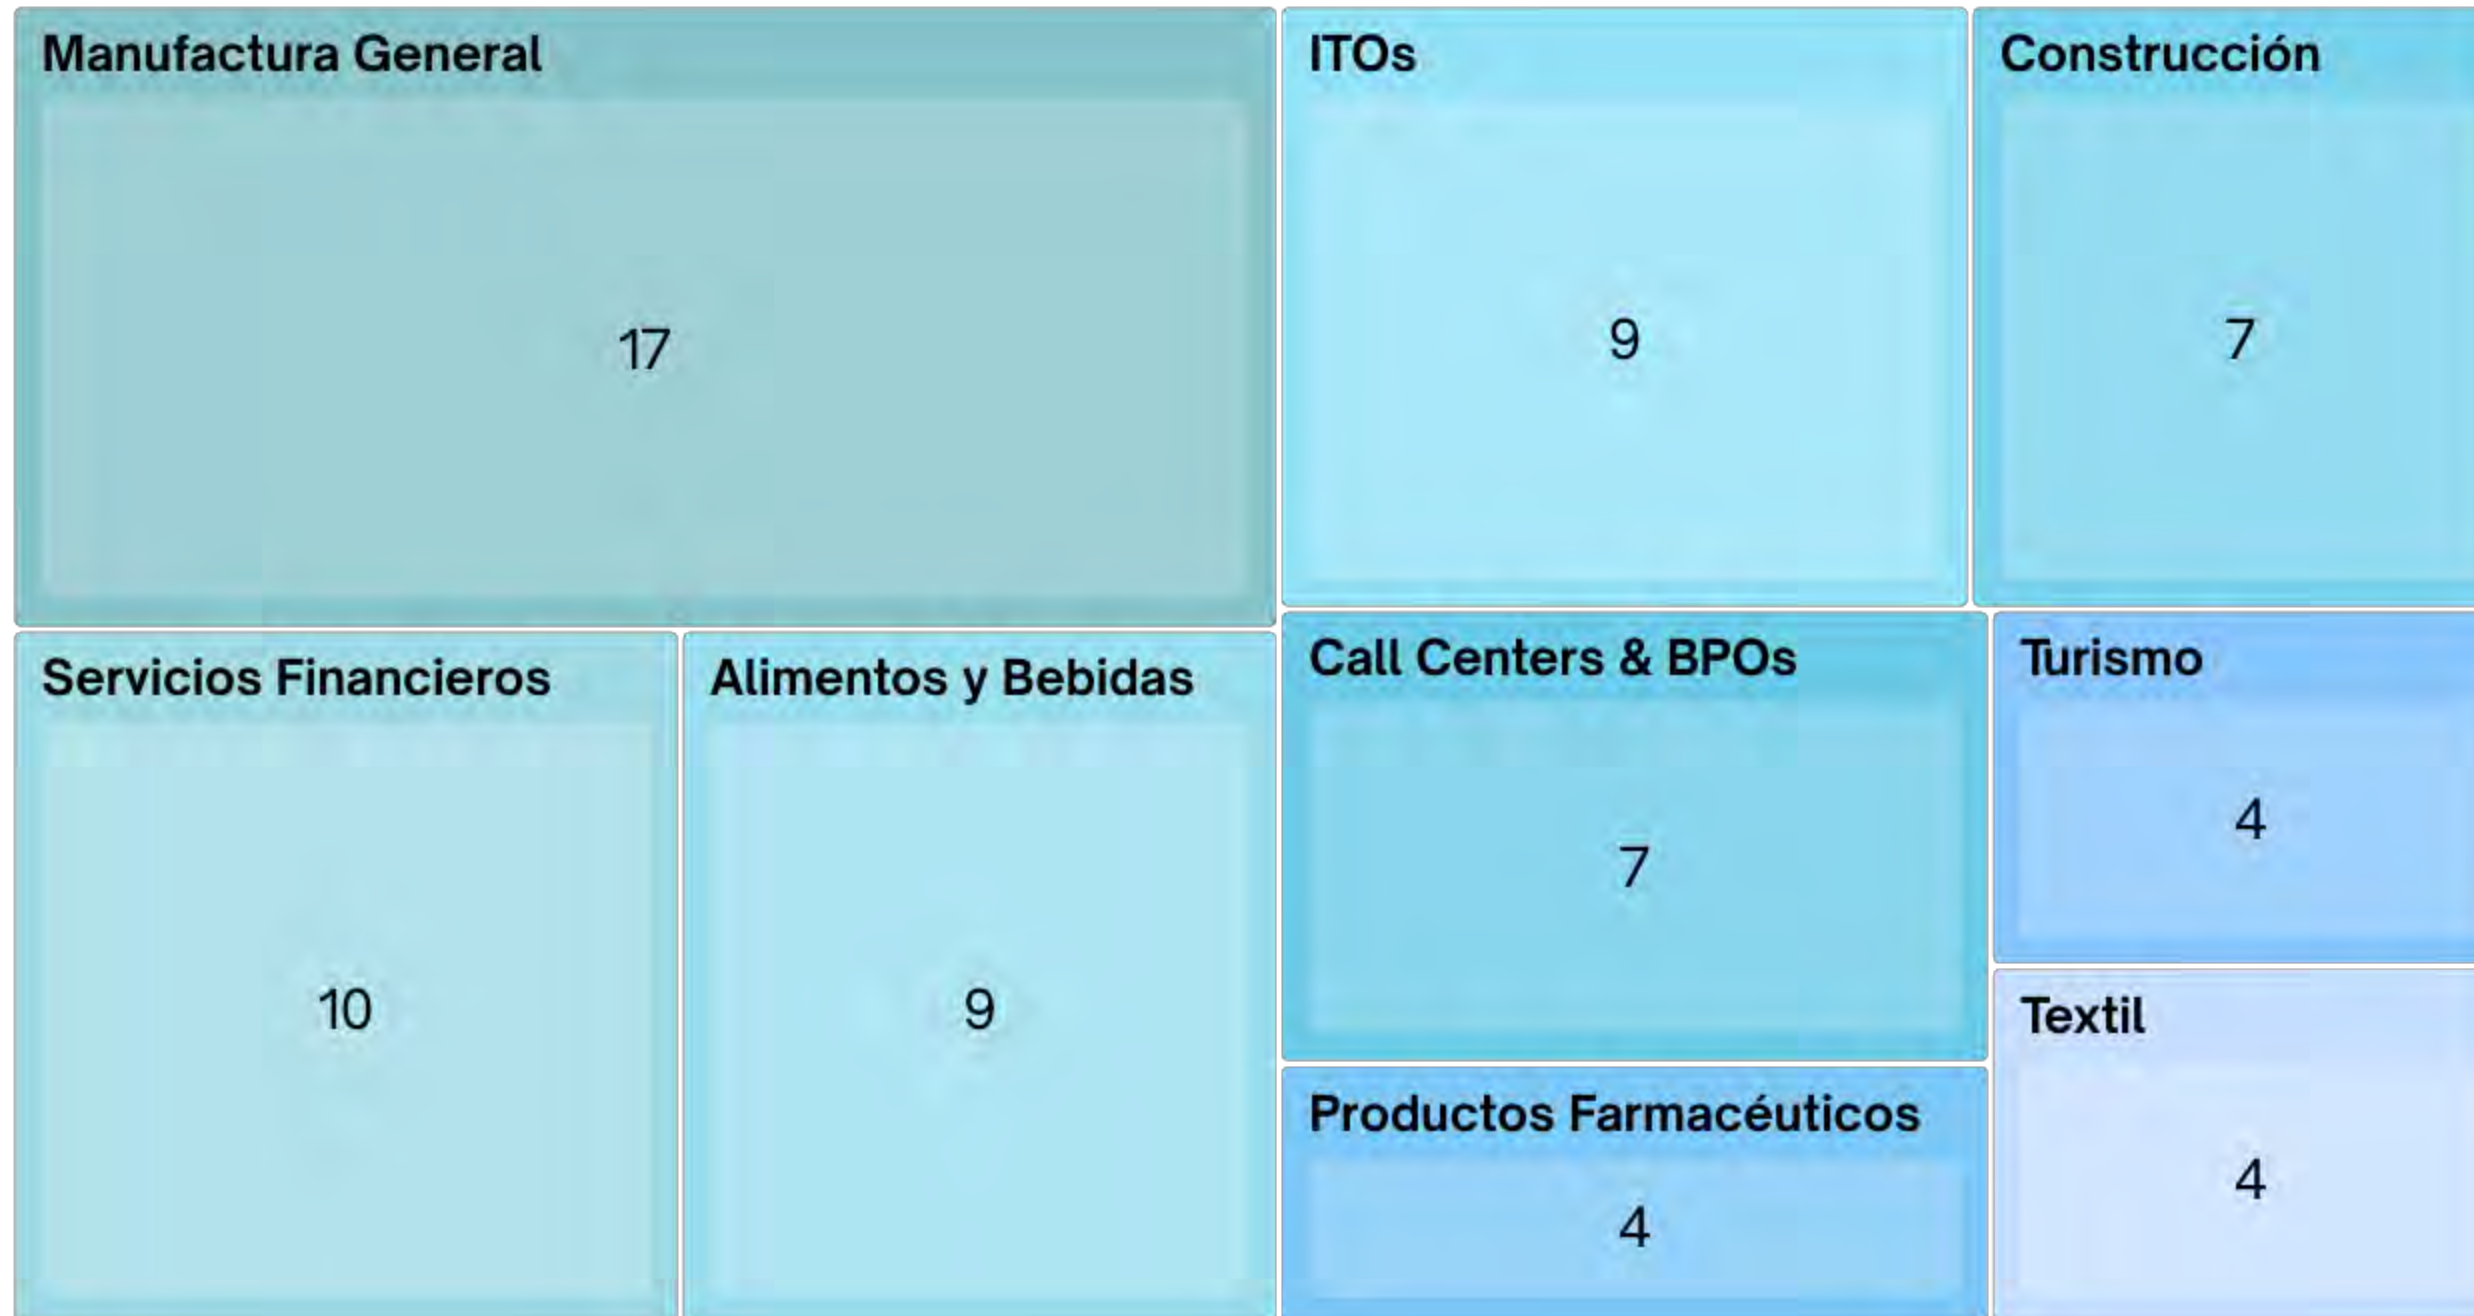 Manufactura General
17
ITOs
9
Construcción
7
Servicios Financieros
10
Alimentos y Bebidas
9
Call Centers & BPOs
7
Turismo
4
Productos Farmacéuticos
4
Textil
4